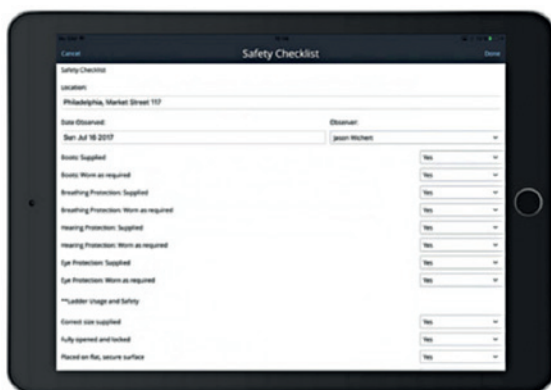 Cancel Safety Checklist Done
Safety Checklist
Location:
Philadelphia, Market Street 117
Date Observed: Observer:
Sun Jul 16 2017 Jason Wichert
Boots: Supplied Yes
Boots: Worn as required Yes
Breathing Protection: Supplied Yes
Breathing Protection: Worn as required Yes
Hearing Protection: Supplied Yes
Hearing Protection: Worn as required Yes
Eye Protection: Supplied Yes
Eye Protection: Worn as required Yes
**Ladder Usage and Safety
Correct size supplied Yes
Fully opened and locked Yes
Placed on flat, secure surface Yes